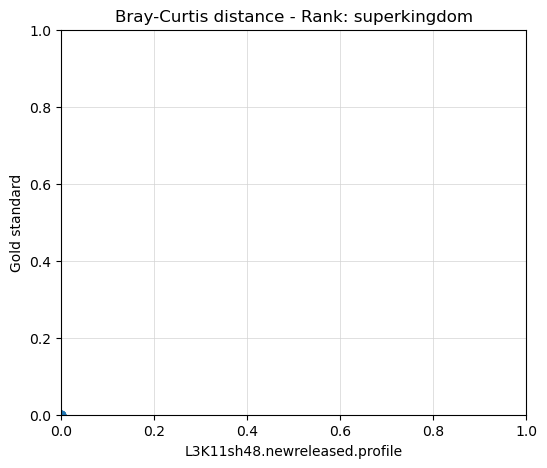 Bray-Curtis distance - Rank: superkingdom
1.0
0.8
0.6
0.4
0.2
0.0
Gold standard
0.0 0.2 0.4 0.6 0.8 1.0
L3K11sh48.newreleased.profile